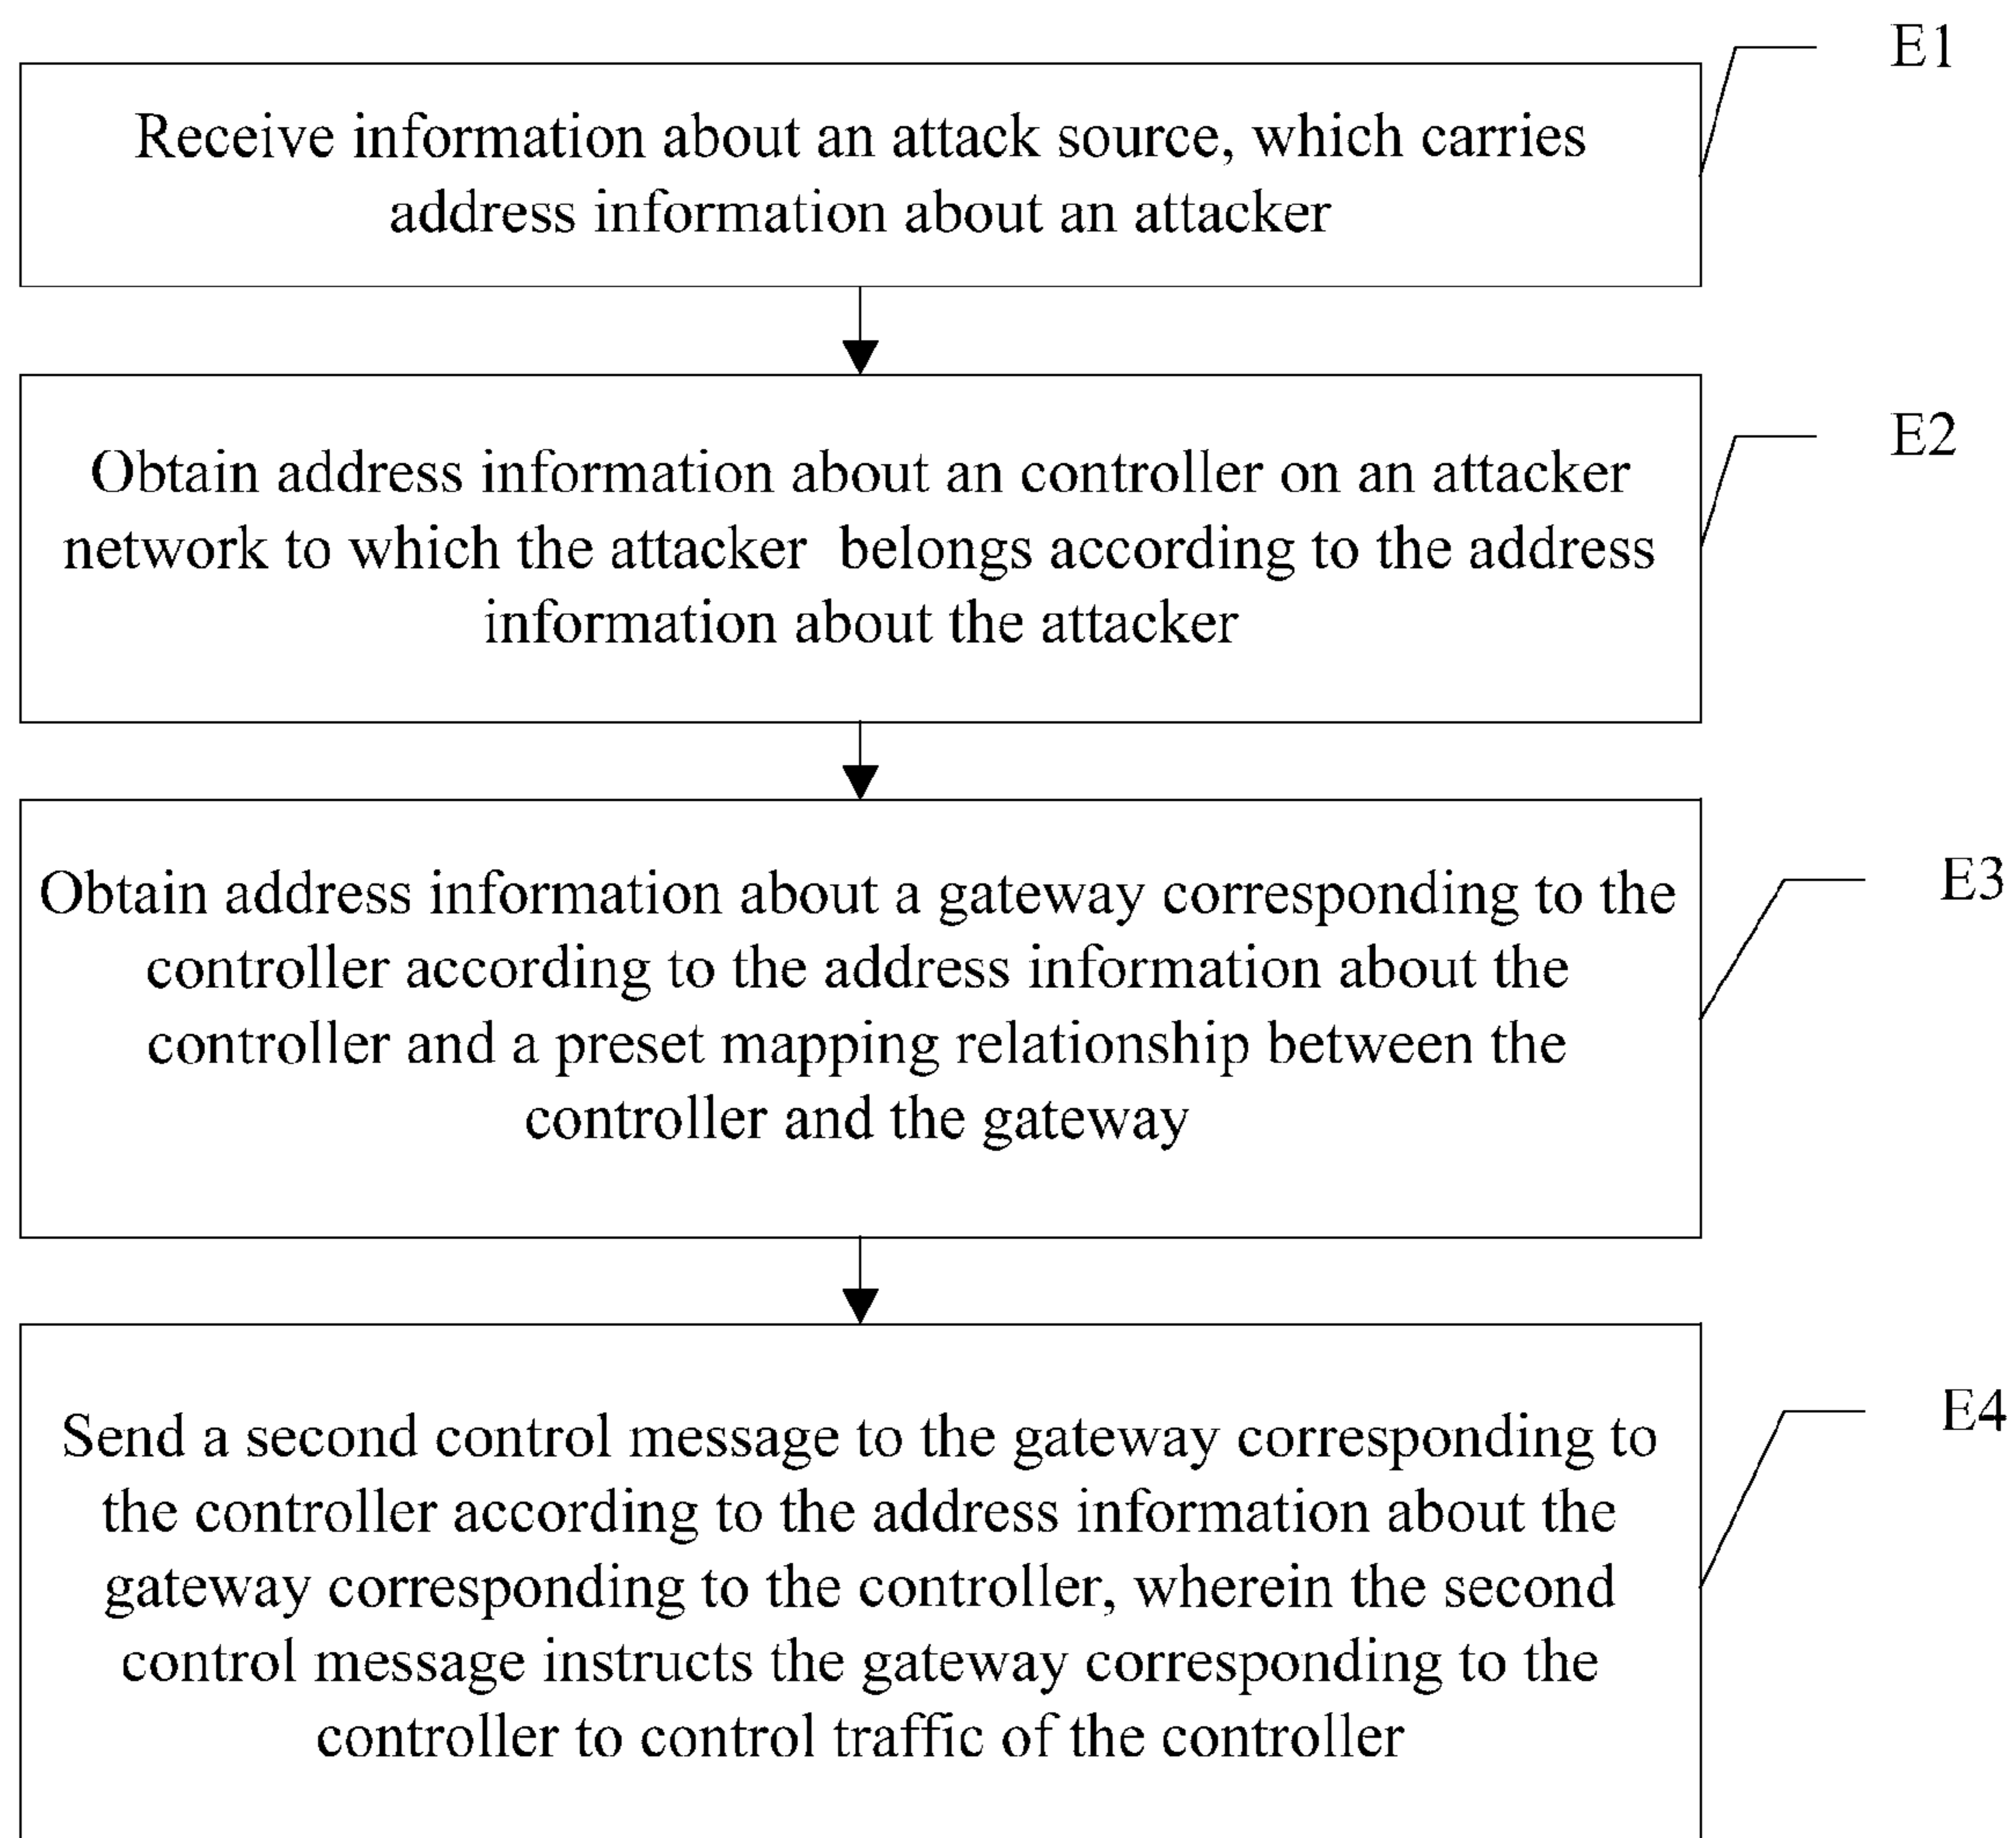 E1
Receive information about an attack source, which carries
address information about an attacker
E2
Obtain address information about an controller on an attacker
network to which the attacker belongs according to the address
information about the attacker
E3
Obtain address information about a gateway corresponding to the
controller according to the address information about the
controller and a preset mapping relationship between the
controller and the gateway
E4
Send a second control message to the gateway corresponding to
the controller according to the address information about the
gateway corresponding to the controller, wherein the second
control message instructs the gateway corresponding to the
controller to control traffic of the controller